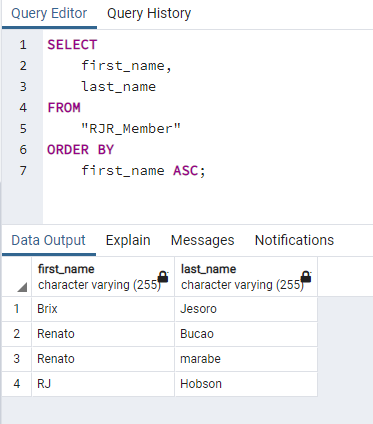 Query Editor Query History
1 SELECT
2 first_name,
3 last_name
4 FROM
5 "RJR_Member"
6 ORDER BY
7 first_name ASC;
Data Output Explain Messages Notifications
first_name last_name
character varying (255) character varying (255)
1 Brix Jesoro
2 Renato Bucao
3 Renato marabe
4 RJ Hobson